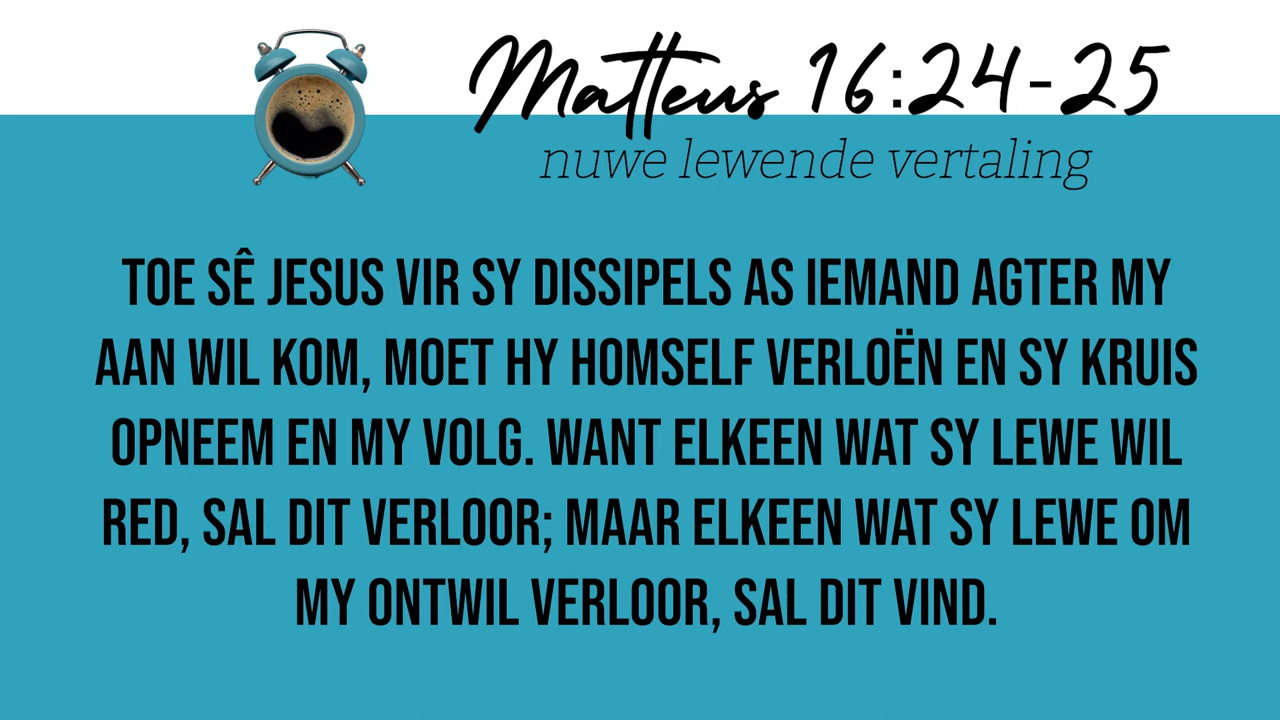 Matteus 16:24-25
nuwe lewende vertaling
TOE SÊ JESUS VIR SY DISSIPELS AS IEMAND AGTER MY
AAN WIL KOM, MOET HY HOMSELF VERLOËN EN SY KRUIS
OPNEEM EN MY VOLG. WANT ELKEEN WAT SY LEWE WIL
RED, SAL DIT VERLOOR; MAAR ELKEEN WAT SY LEWE OM
MY ONTWIL VERLOOR, SAL DIT VIND.